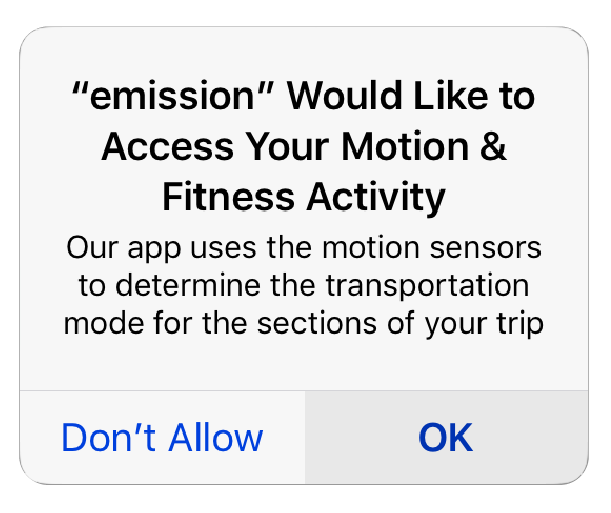 “emission” Would Like to
Access Your Motion &
Fitness Activity
Our app uses the motion sensors
to determine the transportation
mode for the sections of your trip
Don’t Allow
OK